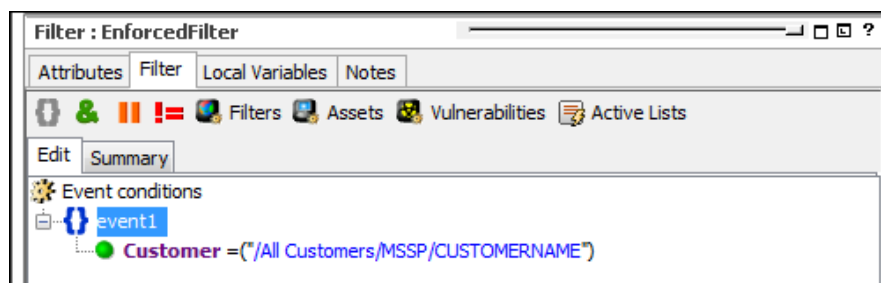 Filter : EnforcedFilter ?
Attributes Filter Local Variables Notes
{} & || != Filters Assets Vulnerabilities Active Lists
Edit Summary
Event conditions
{} event1
Customer =("/All Customers/MSSP/CUSTOMERNAME")